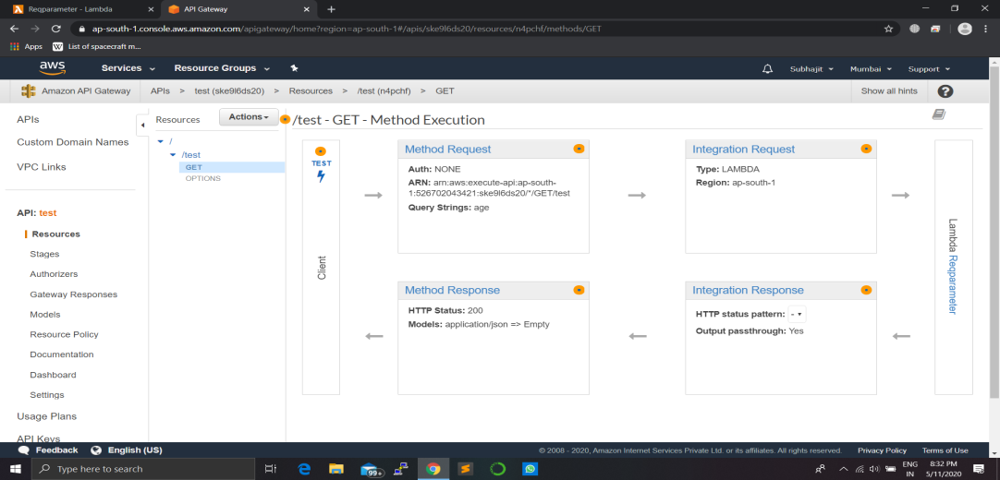 Reqparameter - Lambda
API Gateway
ap-south-1.console.aws.amazon.com/apigateway/home?region=ap-south-1#/apis/ske9l6ds20/resources/n4pchf/methods/GET
Apps
List of spacecraft m...
aws
Services
Resource Groups
Subhajit
Mumbai
Support
Amazon API Gateway
APIs > test (ske9l6ds20) > Resources > /test (n4pchf) > GET
Show all hints
APIs
Custom Domain Names
VPC Links
API: test
Resources
Stages
Authorizers
Gateway Responses
Models
Resource Policy
Documentation
Dashboard
Settings
Usage Plans
API Keys
Resources
Actions
/
/test
GET
OPTIONS
/test - GET - Method Execution
TEST
Client
Method Request
Auth: NONE
ARN: arn:aws:execute-api:ap-south-
1:526702043421:ske9l6ds20/*/GET/test
Query Strings: age
Integration Request
Type: LAMBDA
Region: ap-south-1
Lambda Reqparameter
Method Response
HTTP Status: 200
Models: application/json => Empty
Integration Response
HTTP status pattern: -
Output passthrough: Yes
Feedback
English (US)
© 2008 - 2020, Amazon Internet Services Private Ltd. or its affiliates. All rights reserved.
Privacy Policy
Terms of Use
Type here to search
99+
ENG
IN
8:32 PM
5/11/2020